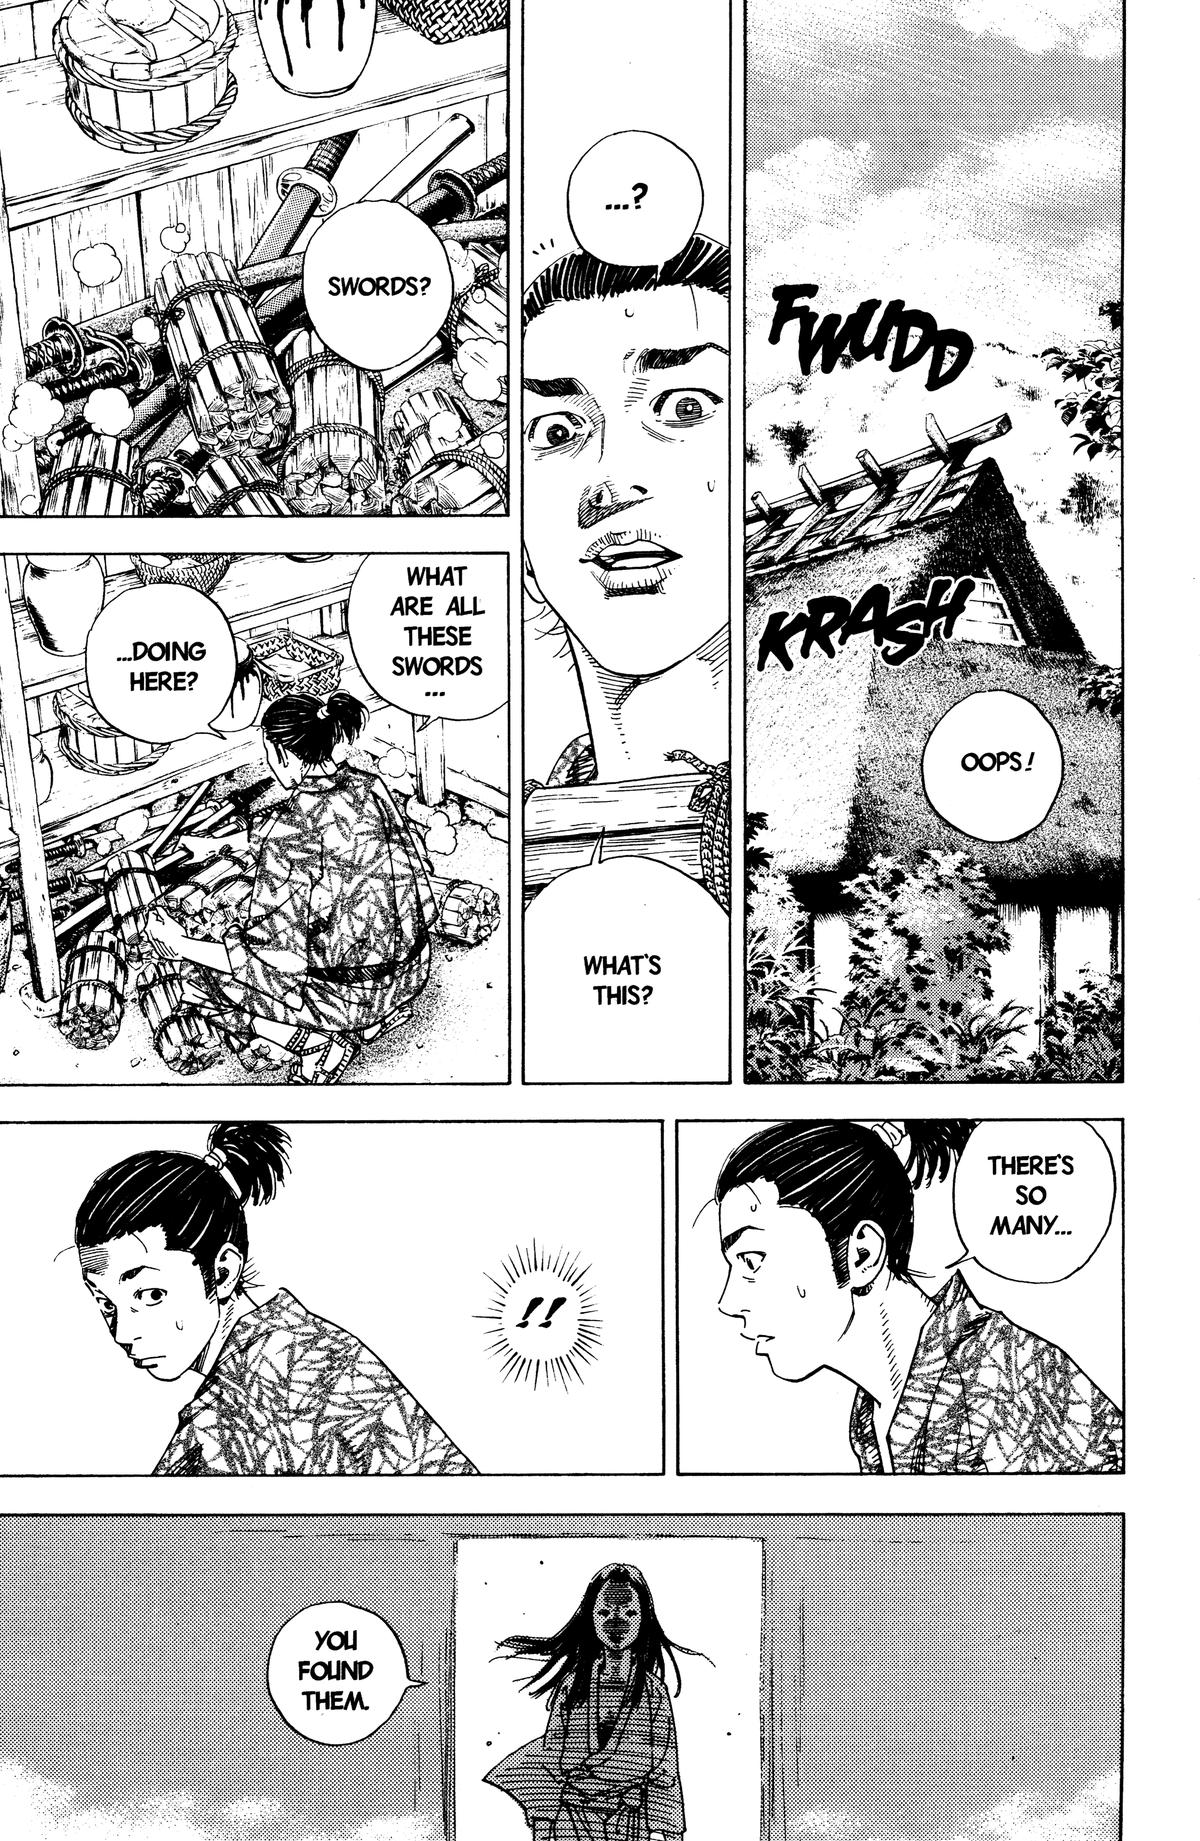 FWUDD
KRASH
OOPS!
...?
WHAT'S
THIS?
SWORDS?
WHAT
ARE ALL
THESE
SWORDS
...
...DOING
HERE?
THERE'S
SO
MANY...
!!
YOU
FOUND
THEM.